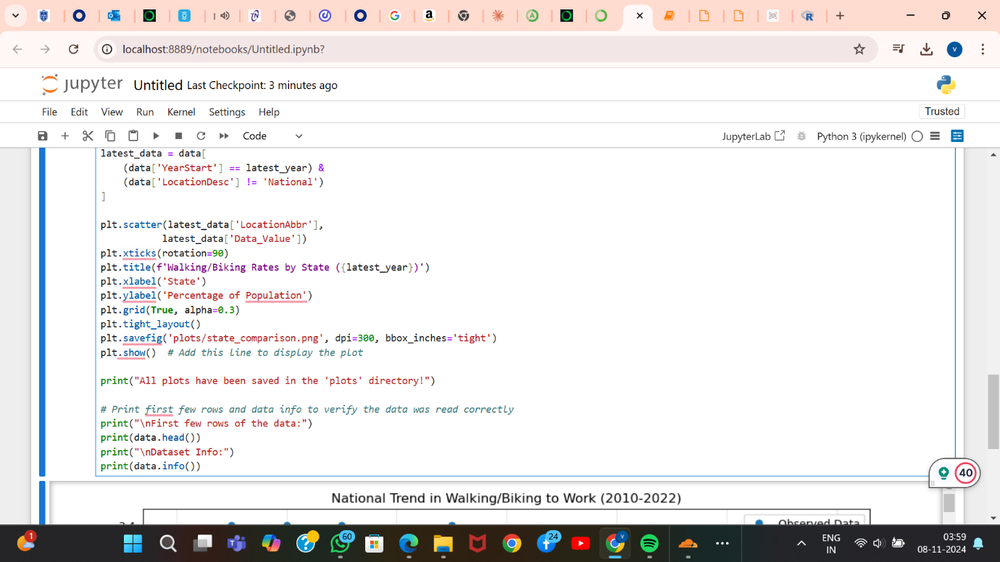 localhost:8889/notebooks/Untitled.ipynb?
V
jupyter Untitled Last Checkpoint: 3 minutes ago
File Edit View Run Kernel Settings Help
Trusted
Code
JupyterLab
Python 3 (ipykernel)
latest_data = data[
    (data['YearStart'] == latest_year) &
    (data['LocationDesc'] != 'National')
]
plt.scatter(latest_data['LocationAbbr'],
           latest_data['Data_Value'])
plt.xticks(rotation=90)
plt.title(f'Walking/Biking Rates by State ({latest_year})')
plt.xlabel('State')
plt.ylabel('Percentage of Population')
plt.grid(True, alpha=0.3)
plt.tight_layout()
plt.savefig('plots/state_comparison.png', dpi=300, bbox_inches='tight')
plt.show()  # Add this line to display the plot
print("All plots have been saved in the 'plots' directory!")
# Print first few rows and data info to verify the data was read correctly
print("\nFirst few rows of the data:")
print(data.head())
print("\nDataset Info:")
print(data.info())
40
National Trend in Walking/Biking to Work (2010-2022)
Observed Data
1
60
24
V
ENG
IN
03:59
08-11-2024